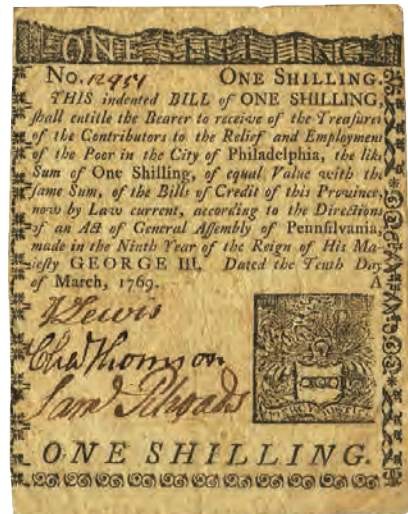 ONE SHILLING
No. 12954 ONE SHILLING.
THIS indented BILL of ONE SHILLING,
ſhall entitle the Bearer to receive of the Treaſurer
of the Contributors to the Relief and Employment
of the Poor in the City of Philadelphia, the like
Sum of One Shilling, of equal Value with the
ſame Sum, of the Bills of Credit of this Province,
now by Law current, according to the Directions
of an Act of General Aſſembly of Pennſilvania,
made in the Ninth Year of the Reign of His Ma-
jeſty GEORGE III. Dated the Tenth Day
of March, 1769. A
Lewis
Chas Thomson
Saml Rhoads
MERCY JUSTI
ONE SHILLING.